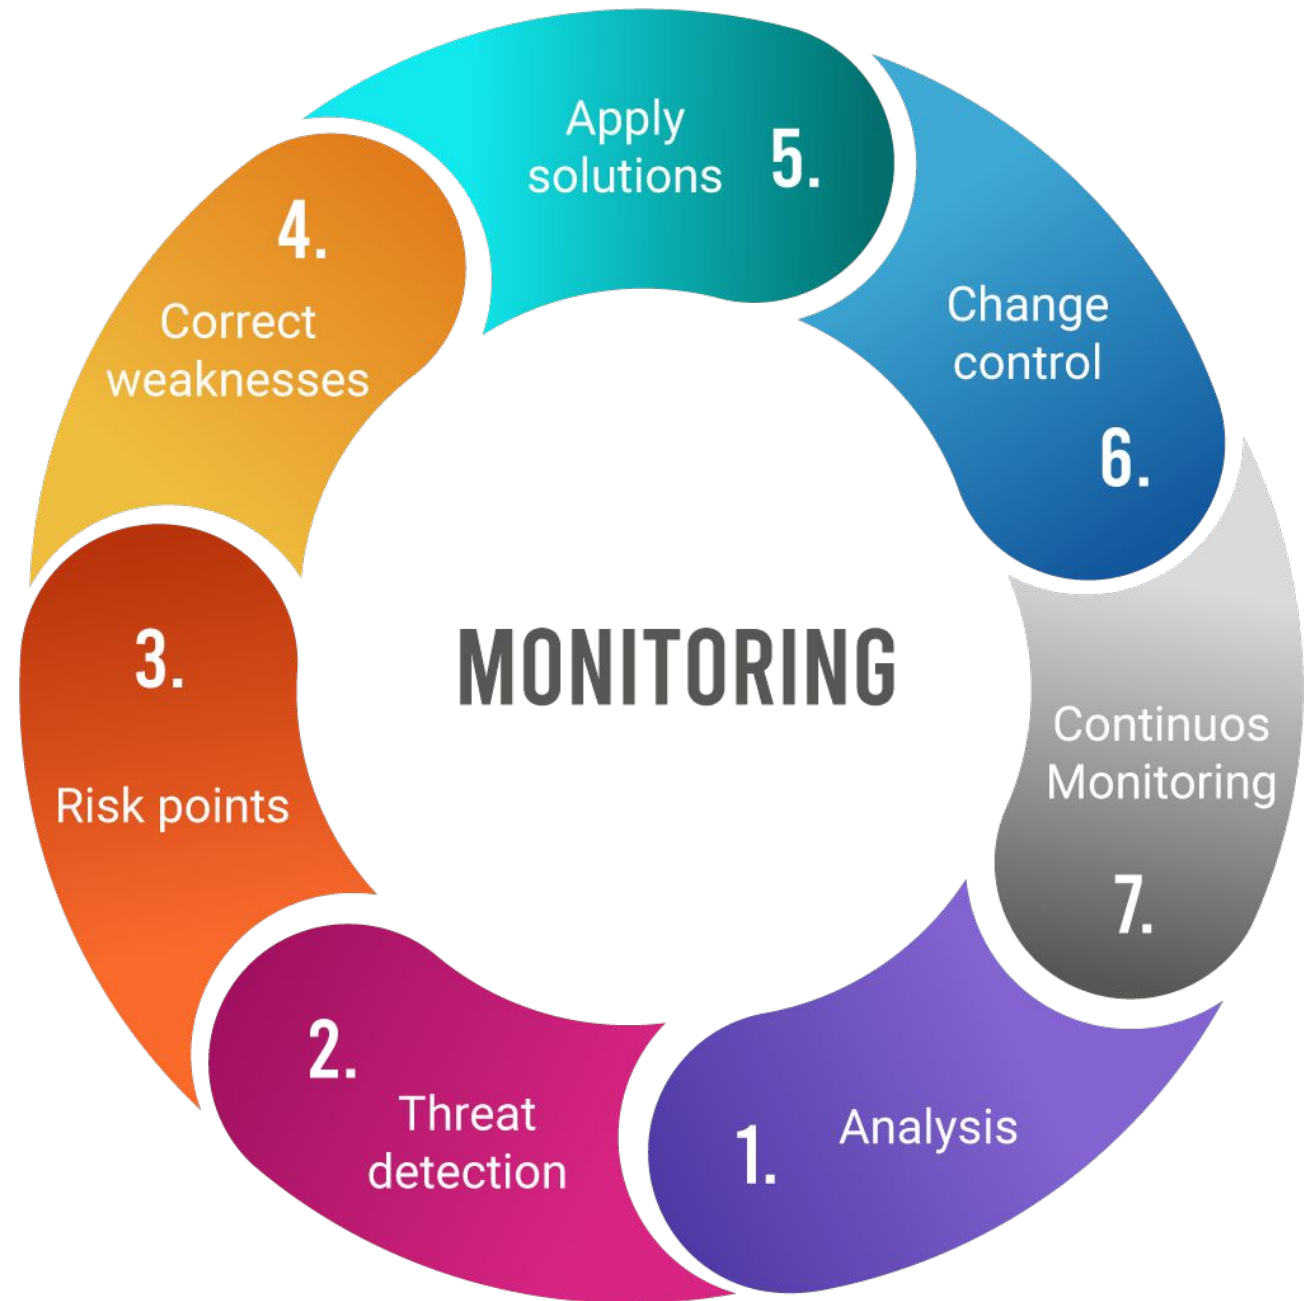 Apply
solutions
5.
4.
Correct
weaknesses
Change
control
6.
MONITORING
3.
Risk points
Continuos
Monitoring
7.
2.
Threat
detection
1.
Analysis